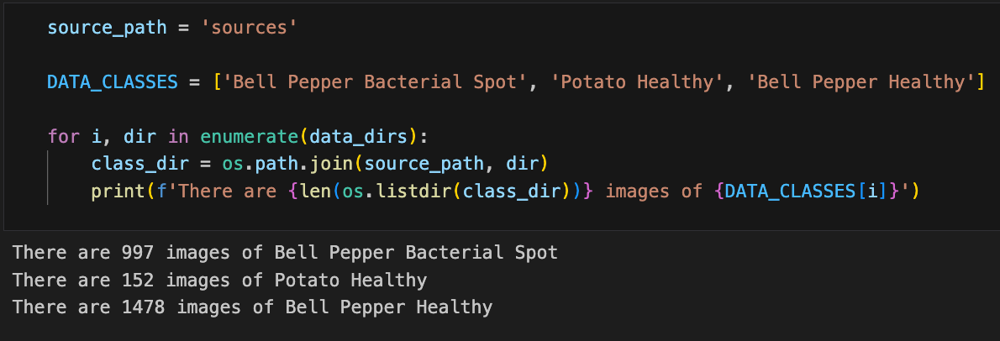 source_path = 'sources'
DATA_CLASSES = ['Bell Pepper Bacterial Spot', 'Potato Healthy', 'Bell Pepper Healthy']
for i, dir in enumerate(data_dirs):
    class_dir = os.path.join(source_path, dir)
    print(f'There are {len(os.listdir(class_dir))} images of {DATA_CLASSES[i]}')
There are 997 images of Bell Pepper Bacterial Spot
There are 152 images of Potato Healthy
There are 1478 images of Bell Pepper Healthy